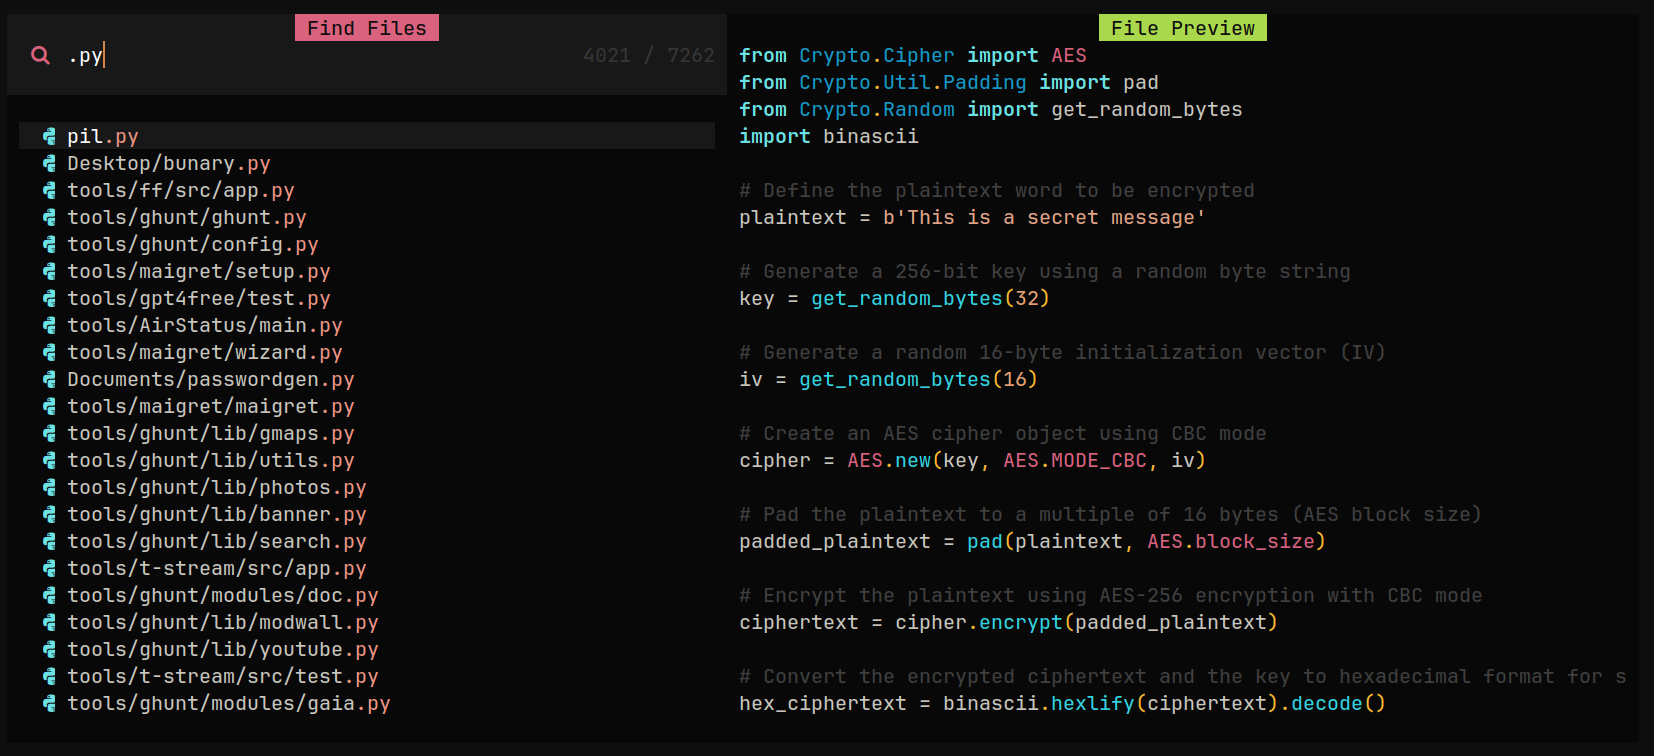 Find Files
.py 4021 / 7262
pil.py
Desktop/bunary.py
tools/ff/src/app.py
tools/ghunt/ghunt.py
tools/ghunt/config.py
tools/maigret/setup.py
tools/gpt4free/test.py
tools/AirStatus/main.py
tools/maigret/wizard.py
Documents/passwordgen.py
tools/maigret/maigret.py
tools/ghunt/lib/gmaps.py
tools/ghunt/lib/utils.py
tools/ghunt/lib/photos.py
tools/ghunt/lib/banner.py
tools/ghunt/lib/search.py
tools/t-stream/src/app.py
tools/ghunt/modules/doc.py
tools/ghunt/lib/modwall.py
tools/ghunt/lib/youtube.py
tools/t-stream/src/test.py
tools/ghunt/modules/gaia.py
File Preview
from Crypto.Cipher import AES
from Crypto.Util.Padding import pad
from Crypto.Random import get_random_bytes
import binascii
# Define the plaintext word to be encrypted
plaintext = b'This is a secret message'
# Generate a 256-bit key using a random byte string
key = get_random_bytes(32)
# Generate a random 16-byte initialization vector (IV)
iv = get_random_bytes(16)
# Create an AES cipher object using CBC mode
cipher = AES.new(key, AES.MODE_CBC, iv)
# Pad the plaintext to a multiple of 16 bytes (AES block size)
padded_plaintext = pad(plaintext, AES.block_size)
# Encrypt the plaintext using AES-256 encryption with CBC mode
ciphertext = cipher.encrypt(padded_plaintext)
# Convert the encrypted ciphertext and the key to hexadecimal format for s
hex_ciphertext = binascii.hexlify(ciphertext).decode()